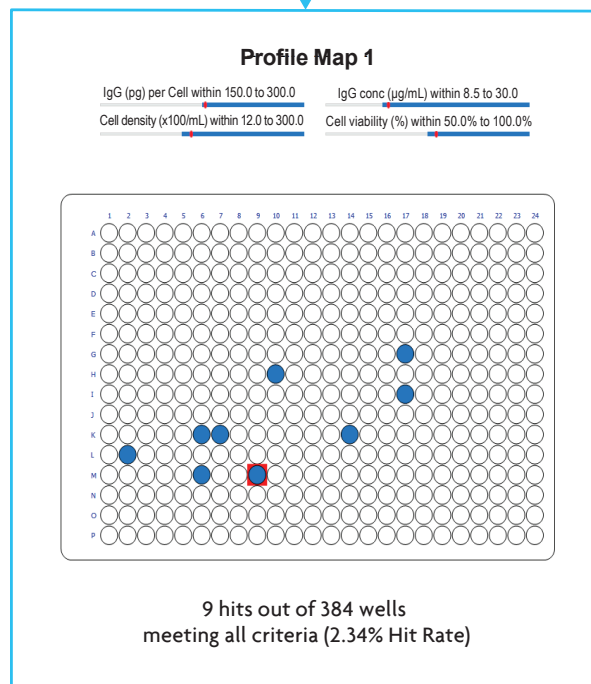 Profile Map 1
IgG (pg) per Cell within 150.0 to 300.0
IgG conc (µg/mL) within 8.5 to 30.0
Cell density (x100/mL) within 12.0 to 300.0
Cell viability (%) within 50.0% to 100.0%
1 2 3 4 5 6 7 8 9 10 11 12 13 14 15 16 17 18 19 20 21 22 23 24
A
B
C
D
E
F
G
H
I
J
K
L
M
N
O
P
9 hits out of 384 wells
meeting all criteria (2.34% Hit Rate)